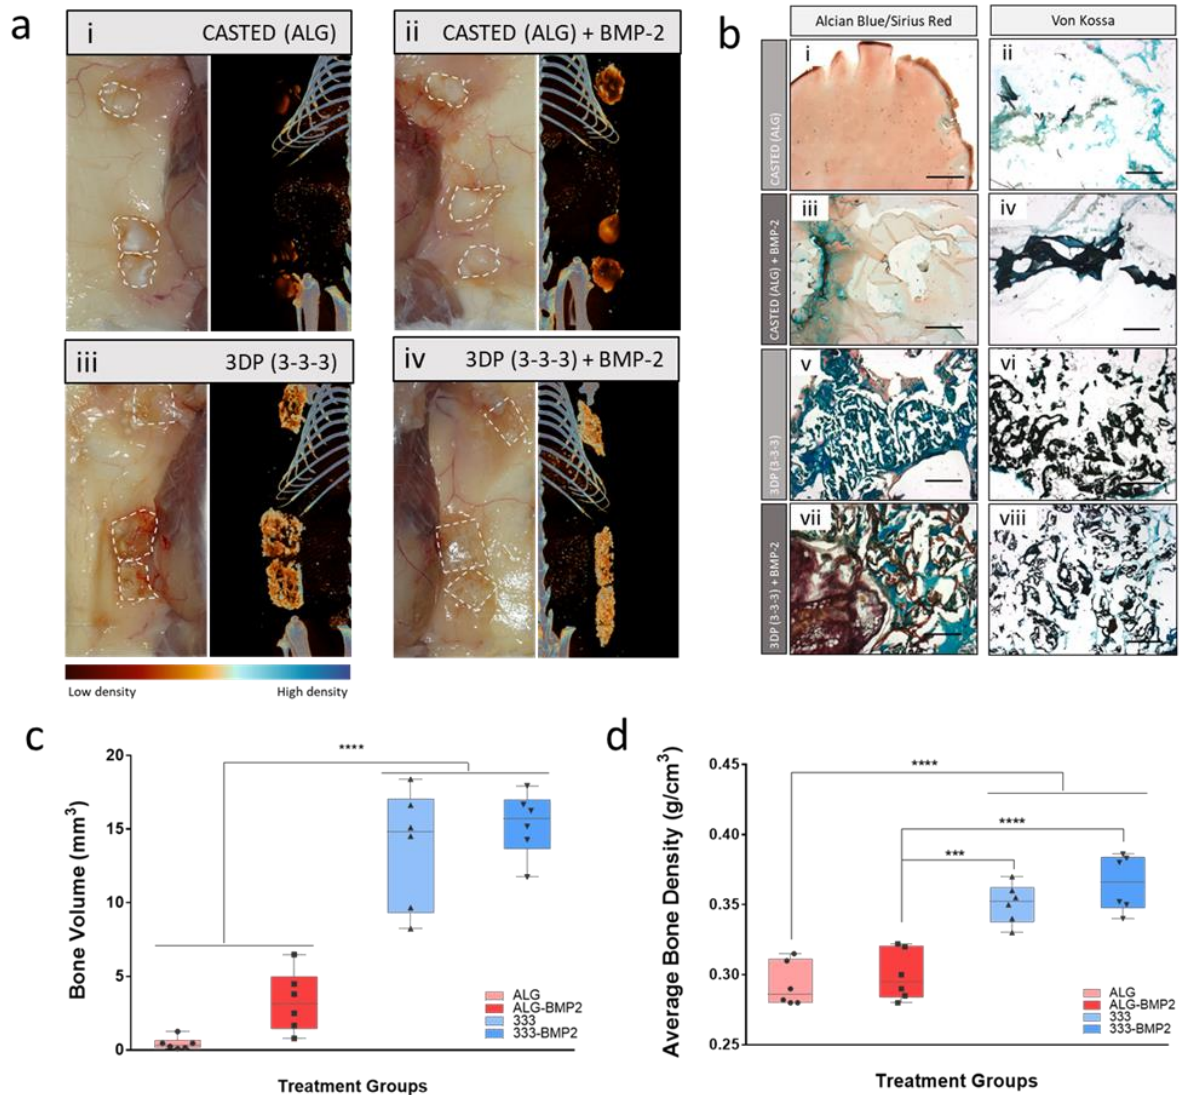 a
i CASTED (ALG)
ii CASTED (ALG) + BMP-2
iii 3DP (3-3-3)
iv 3DP (3-3-3) + BMP-2
Low density High density
b
Alcian Blue/Sirius Red Von Kossa
CASTED (ALG)
i ii
CASTED (ALG) + BMP-2
iii iv
3DP (3-3-3)
v vi
3DP (3-3-3) + BMP-2
vii viii
c
Bone Volume (mm³)
20
15
10
5
0
****
ALG
ALG-BMP2
333
333-BMP2
Treatment Groups
d
Average Bone Density (g/cm³)
0.45
0.40
0.35
0.30
0.25
****
****
***
ALG
ALG-BMP2
333
333-BMP2
Treatment Groups